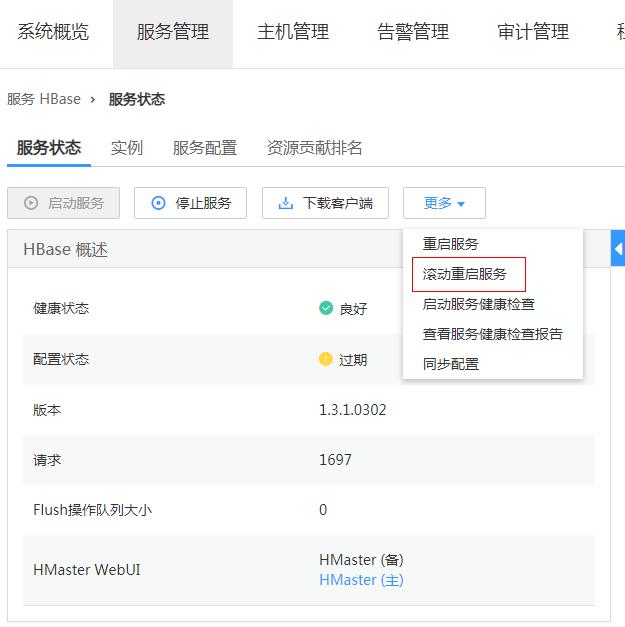 系统概览 服务管理 主机管理 告警管理 审计管理
服务 HBase › 服务状态
服务状态 实例 服务配置 资源贡献排名
启动服务 停止服务 下载客户端 更多
HBase 概述
重启服务
滚动重启服务
启动服务健康检查
查看服务健康检查报告
同步配置
健康状态 良好
配置状态 过期
版本 1.3.1.0302
请求 1697
Flush操作队列大小 0
HMaster WebUI HMaster (备)
HMaster (主)